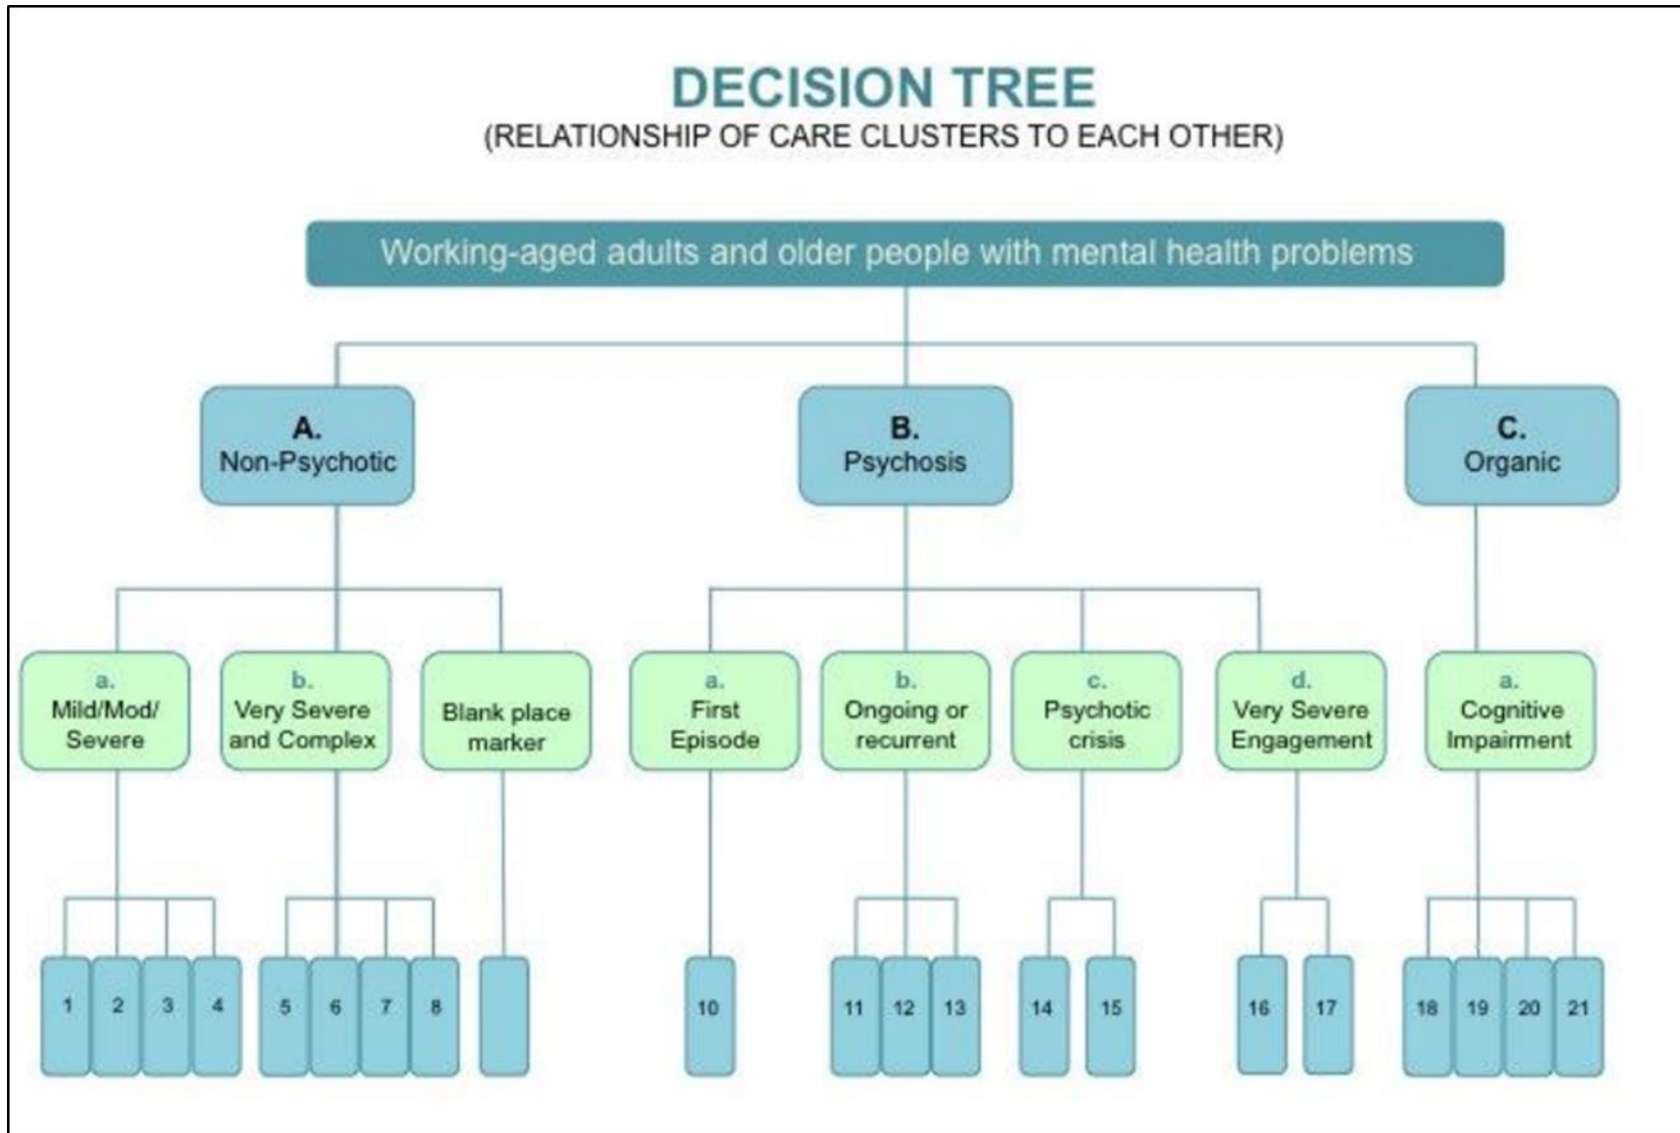 DECISION TREE
(RELATIONSHIP OF CARE CLUSTERS TO EACH OTHER)
Working-aged adults and older people with mental health problems
A.
Non-Psychotic
B.
Psychosis
C.
Organic
a.
Mild/Mod/
Severe
b.
Very Severe
and Complex
Blank place
marker
a.
First
Episode
b.
Ongoing or
recurrent
c.
Psychotic
crisis
d.
Very Severe
Engagement
a.
Cognitive
Impairment
1
2
3
4
5
6
7
8
10
11
12
13
14
15
16
17
18
19
20
21